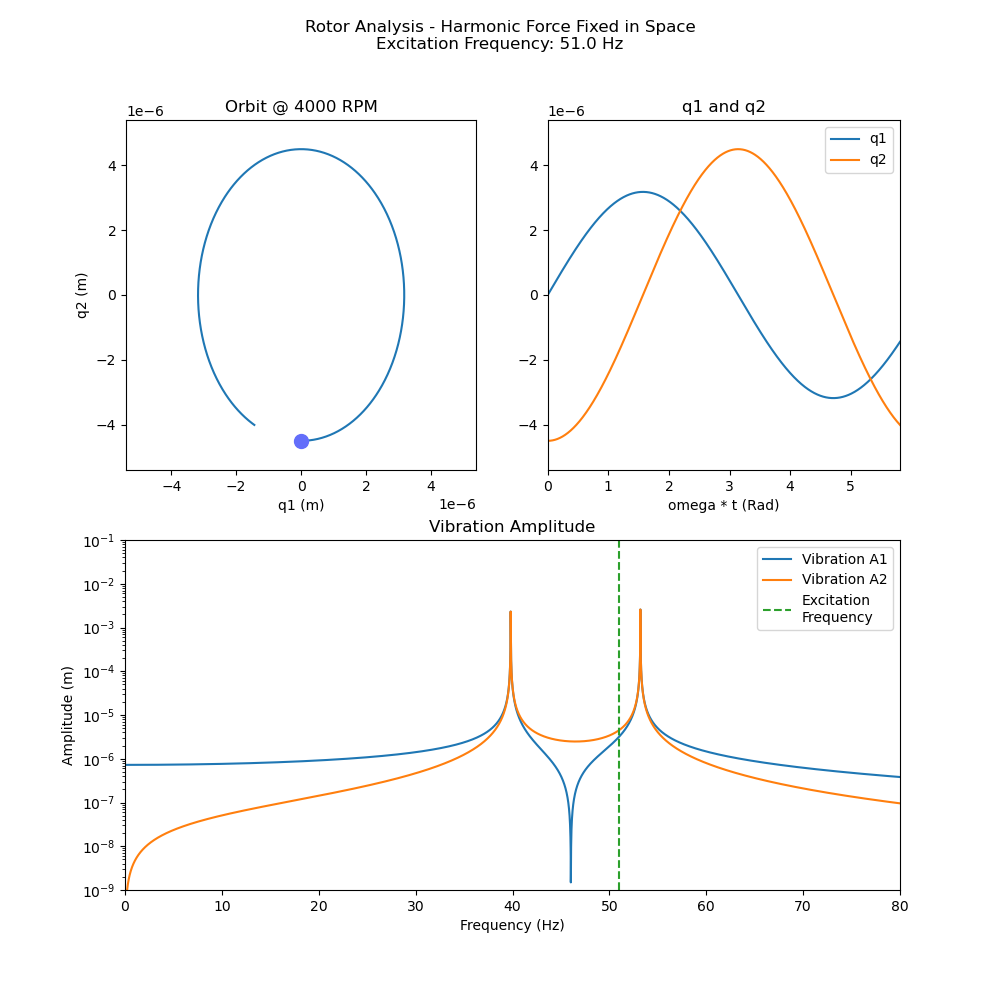 Rotor Analysis - Harmonic Force Fixed in Space
Excitation Frequency: 51.0 Hz
Orbit @ 4000 RPM
1e−6
4
2
0
−2
−4
q2 (m)
−4
−2
0
2
4
q1 (m)
1e−6
q1 and q2
1e−6
q1
q2
4
2
0
−2
−4
0
1
2
3
4
5
omega * t (Rad)
Vibration Amplitude
Vibration A1
Vibration A2
Excitation
Frequency
10⁻¹
10⁻²
10⁻³
10⁻⁴
10⁻⁵
10⁻⁶
10⁻⁷
10⁻⁸
10⁻⁹
Amplitude (m)
0
10
20
30
40
50
60
70
80
Frequency (Hz)